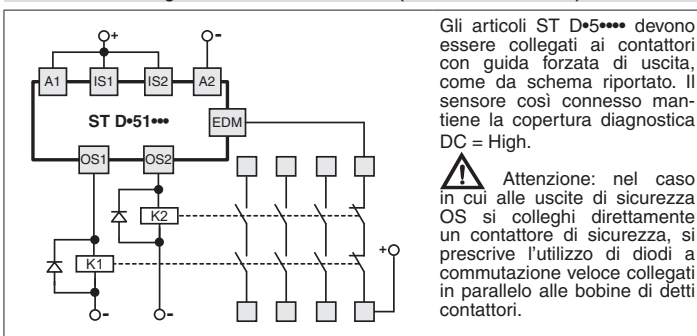 +
-
A1
IS1
IS2
A2
ST D•51•••
EDM
OS1
OS2
K2
K1
+
-
-
Gli articoli ST D•5•••• devono
essere collegati ai contattori
con guida forzata di uscita,
come da schema riportato. Il
sensore così connesso man-
tiene la copertura diagnostica
DC = High.
Attenzione: nel caso
in cui alle uscite di sicurezza
OS si colleghi direttamente
un contattore di sicurezza, si
prescrive l'utilizzo di diodi a
commutazione veloce collegati
in parallelo alle bobine di detti
contattori.